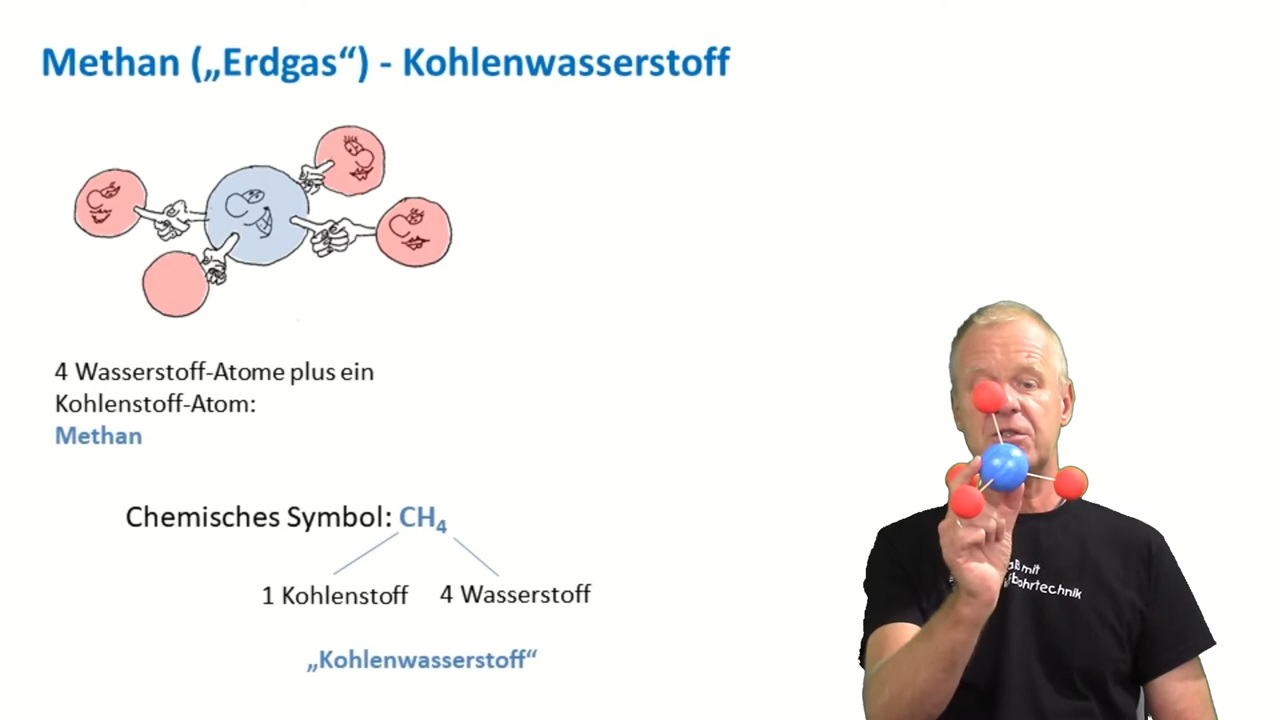 Methan („Erdgas“) - Kohlenwasserstoff
4 Wasserstoff-Atome plus ein
Kohlenstoff-Atom:
Methan
Chemisches Symbol: CH₄
1 Kohlenstoff 4 Wasserstoff
„Kohlenwasserstoff“
mit